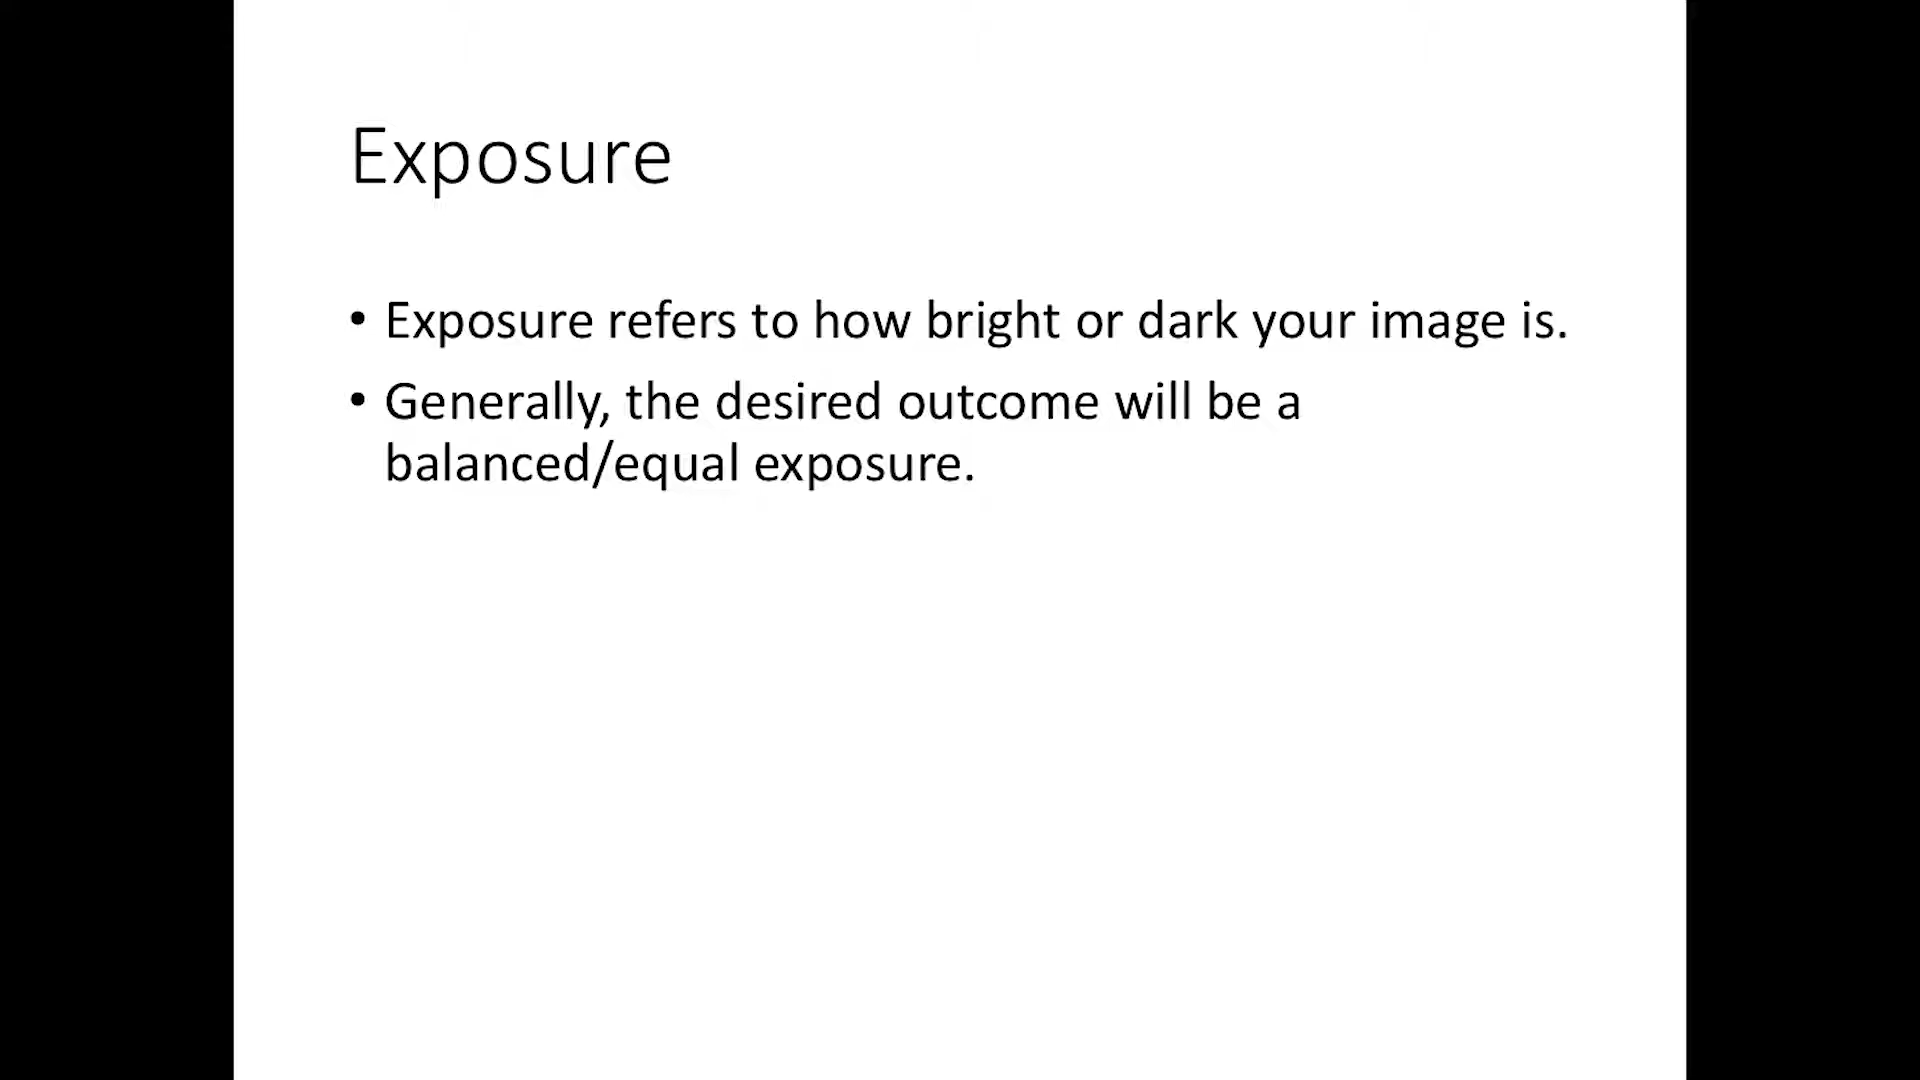 Exposure
• Exposure refers to how bright or dark your image is.
• Generally, the desired outcome will be a
balanced/equal exposure.